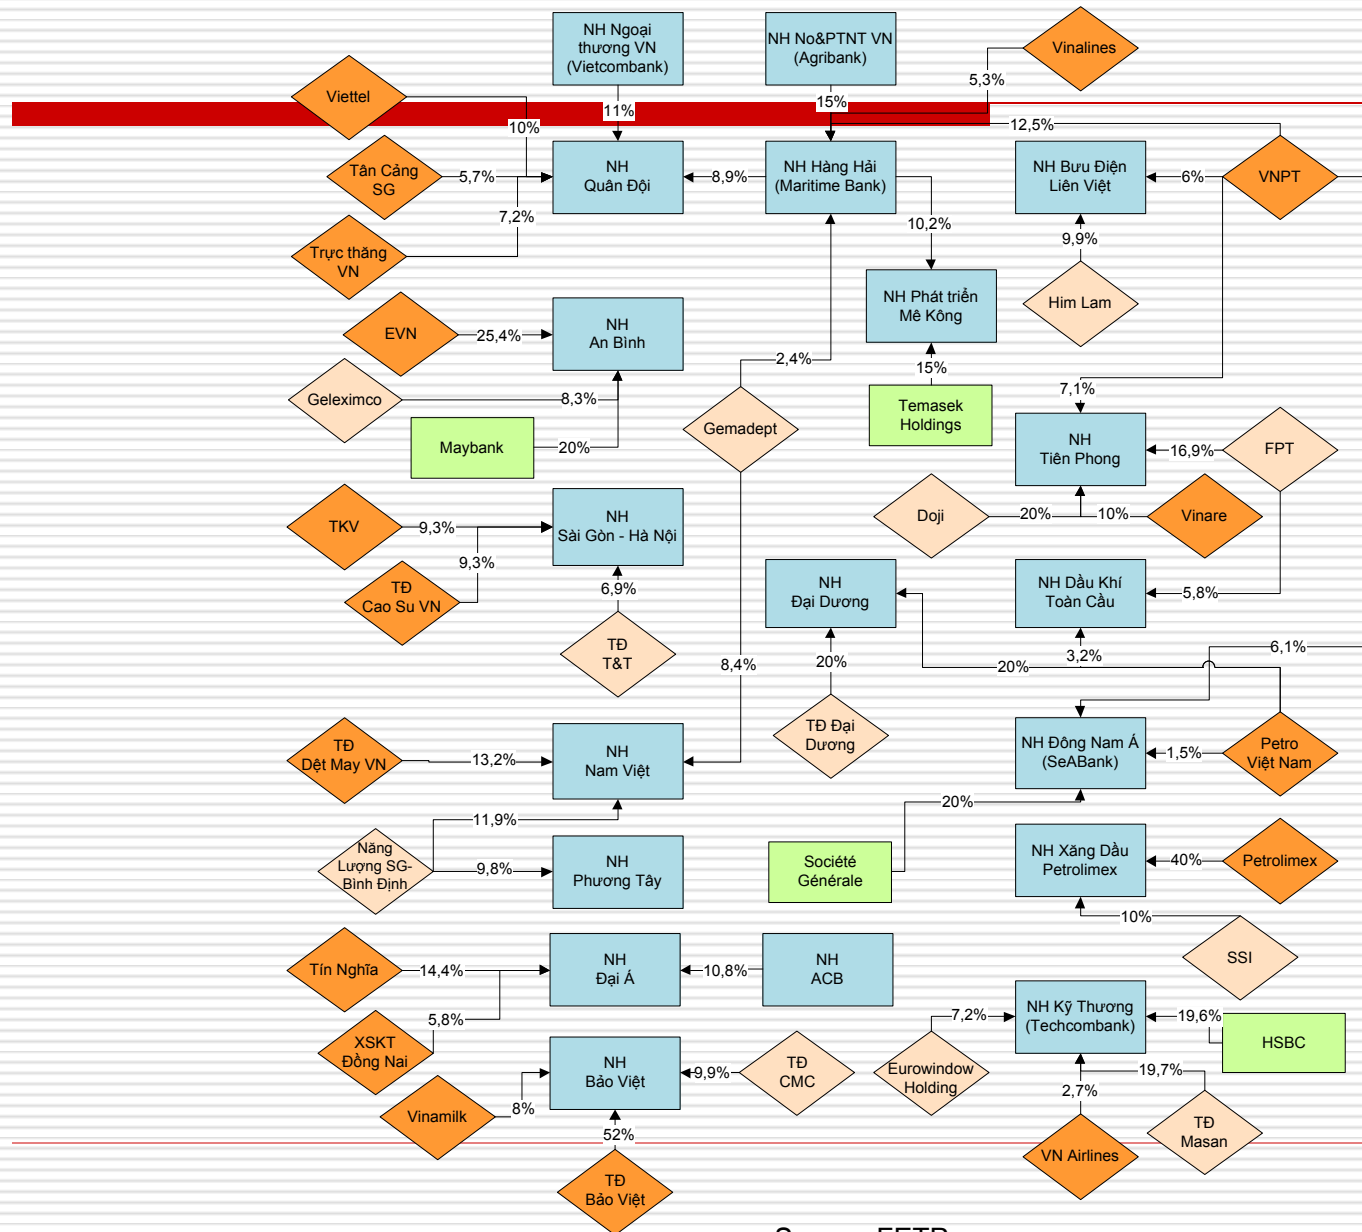 NH Ngoại
thương VN
(Vietcombank)
NH No&PTNT VN
(Agribank)
Vinalines
5,3%
Viettel
11%
15%
10%
12,5%
Tân Cảng
SG
5,7%
NH
Quân Đội
8,9%
NH Hàng Hải
(Maritime Bank)
NH Bưu Điện
Liên Việt
6%
VNPT
7,2%
10,2%
9,9%
Trực thăng
VN
NH Phát triển
Mê Kông
Him Lam
EVN
25,4%
NH
An Bình
2,4%
15%
7,1%
Geleximco
8,3%
Temasek
Holdings
Maybank
20%
Gemadept
NH
Tiên Phong
16,9%
FPT
TKV
9,3%
NH
Sài Gòn - Hà Nội
Doji
20%
10%
Vinare
9,3%
TĐ
Cao Su VN
6,9%
NH
Đại Dương
NH Dầu Khí
Toàn Cầu
5,8%
TĐ
T&T
8,4%
20%
3,2%
20%
6,1%
TĐ
Dệt May VN
13,2%
NH
Nam Việt
TĐ Đại
Dương
NH Đông Nam Á
(SeABank)
1,5%
Petro
Việt Nam
11,9%
20%
Năng
Lượng SG-
Bình Định
9,8%
NH
Phương Tây
Société
Générale
NH Xăng Dầu
Petrolimex
40%
Petrolimex
10%
Tín Nghĩa
14,4%
NH
Đại Á
10,8%
NH
ACB
SSI
5,8%
XSKT
Đồng Nai
7,2%
NH Kỹ Thương
(Techcombank)
19,6%
HSBC
NH
Bảo Việt
9,9%
TĐ
CMC
Eurowindow
Holding
19,7%
2,7%
Vinamilk
8%
52%
TĐ
Masan
VN Airlines
TĐ
Bảo Việt